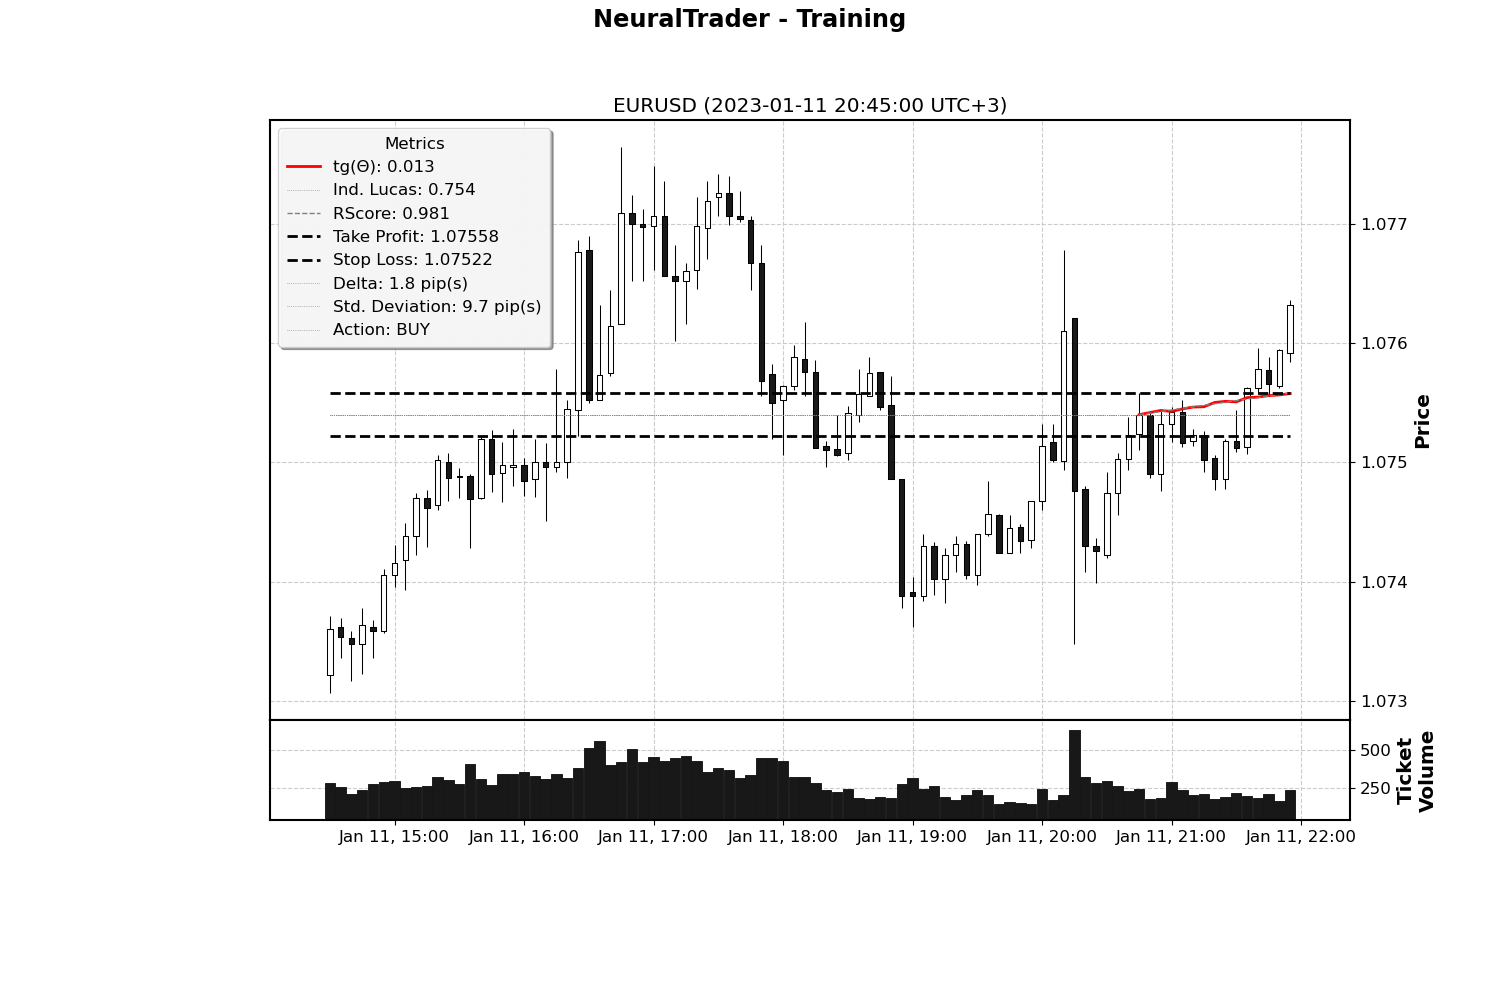 NeuralTrader - Training
EURUSD (2023-01-11 20:45:00 UTC+3)
Metrics
tg(Θ): 0.013
Ind. Lucas: 0.754
RScore: 0.981
Take Profit: 1.07558
Stop Loss: 1.07522
Delta: 1.8 pip(s)
Std. Deviation: 9.7 pip(s)
Action: BUY
1.077
1.076
1.075
1.074
1.073
Price
500
250
Ticket
Volume
Jan 11, 15:00
Jan 11, 16:00
Jan 11, 17:00
Jan 11, 18:00
Jan 11, 19:00
Jan 11, 20:00
Jan 11, 21:00
Jan 11, 22:00